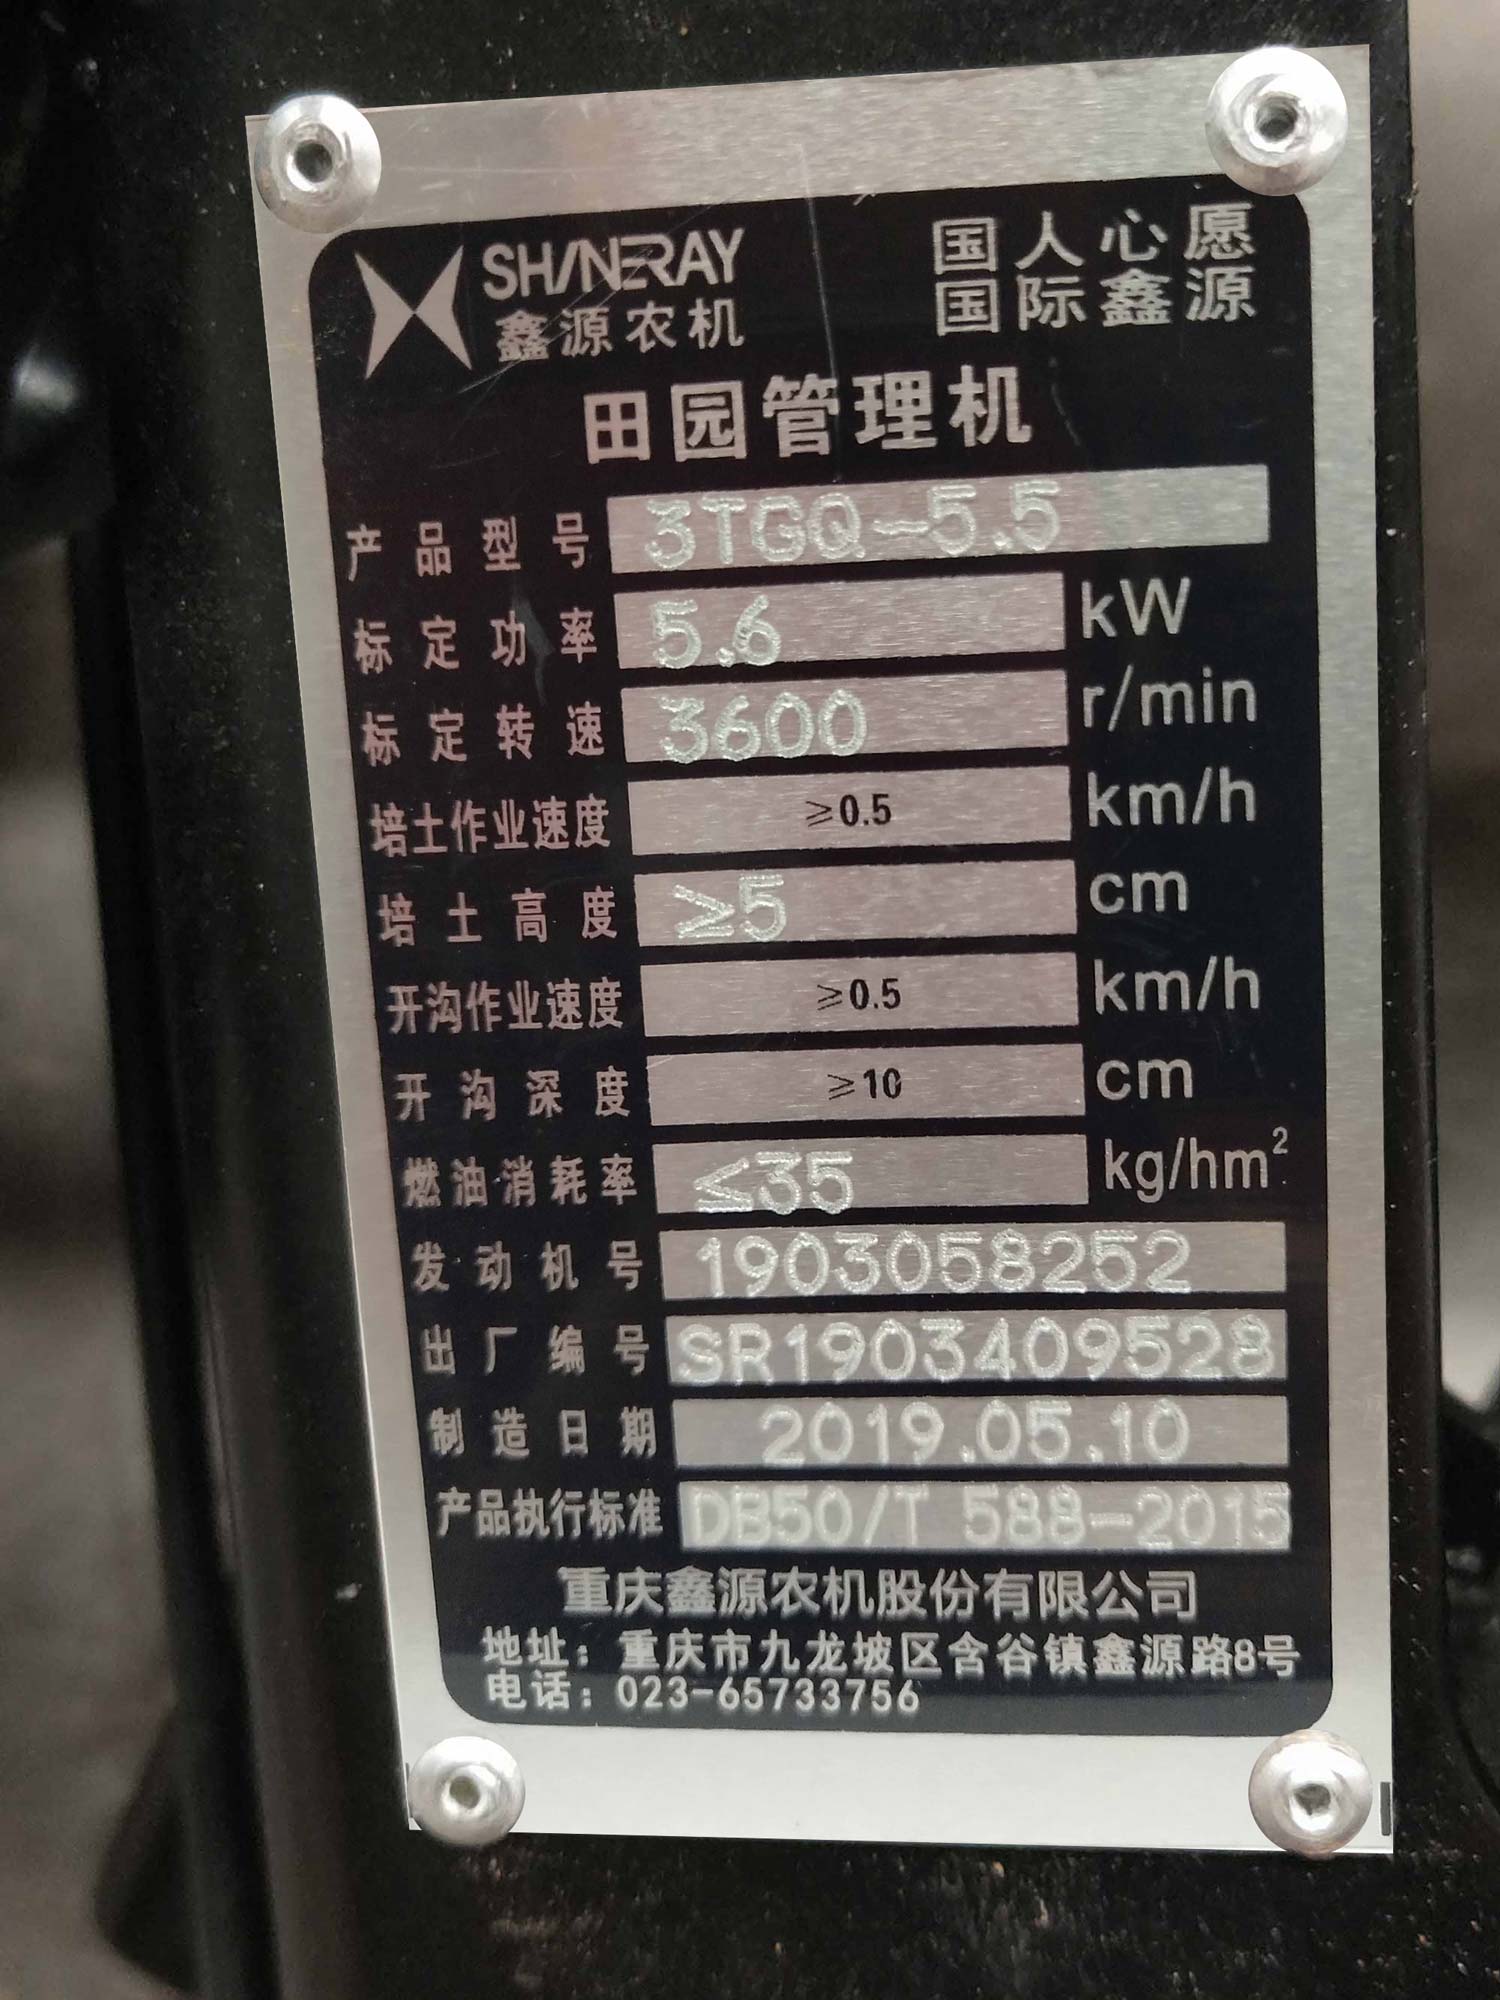 SHINERAY 国人心愿
鑫源农机 国际鑫源
田园管理机
产品型号 3TGQ-5.5
标定功率 5.6 kW
标定转速 3600 r/min
培土作业速度 ≥0.5 km/h
培土高度 ≥5 cm
开沟作业速度 ≥0.5 km/h
开沟深度 ≥10 cm
燃油消耗率 ≤35 kg/hm²
发动机号 1903058252
出厂编号 SR1903409528
制造日期 2019.05.10
产品执行标准 DB50/T 588-2015
重庆鑫源农机股份有限公司
地址：重庆市九龙坡区含谷镇鑫源路8号
电话：023-65733756